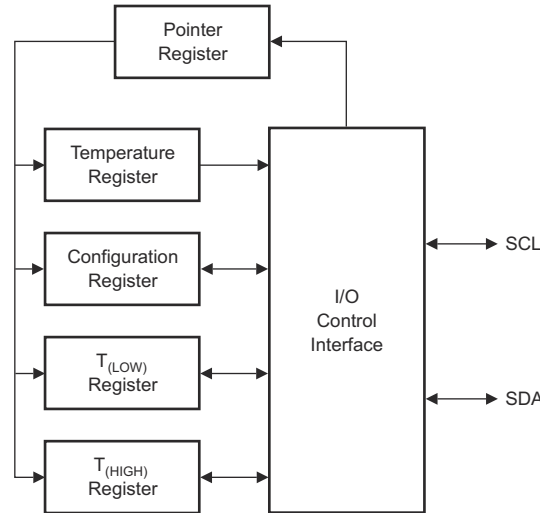 Pointer
Register
Temperature
Register
Configuration
Register
T(LOW)
Register
T(HIGH)
Register
I/O
Control
Interface
SCL
SDA